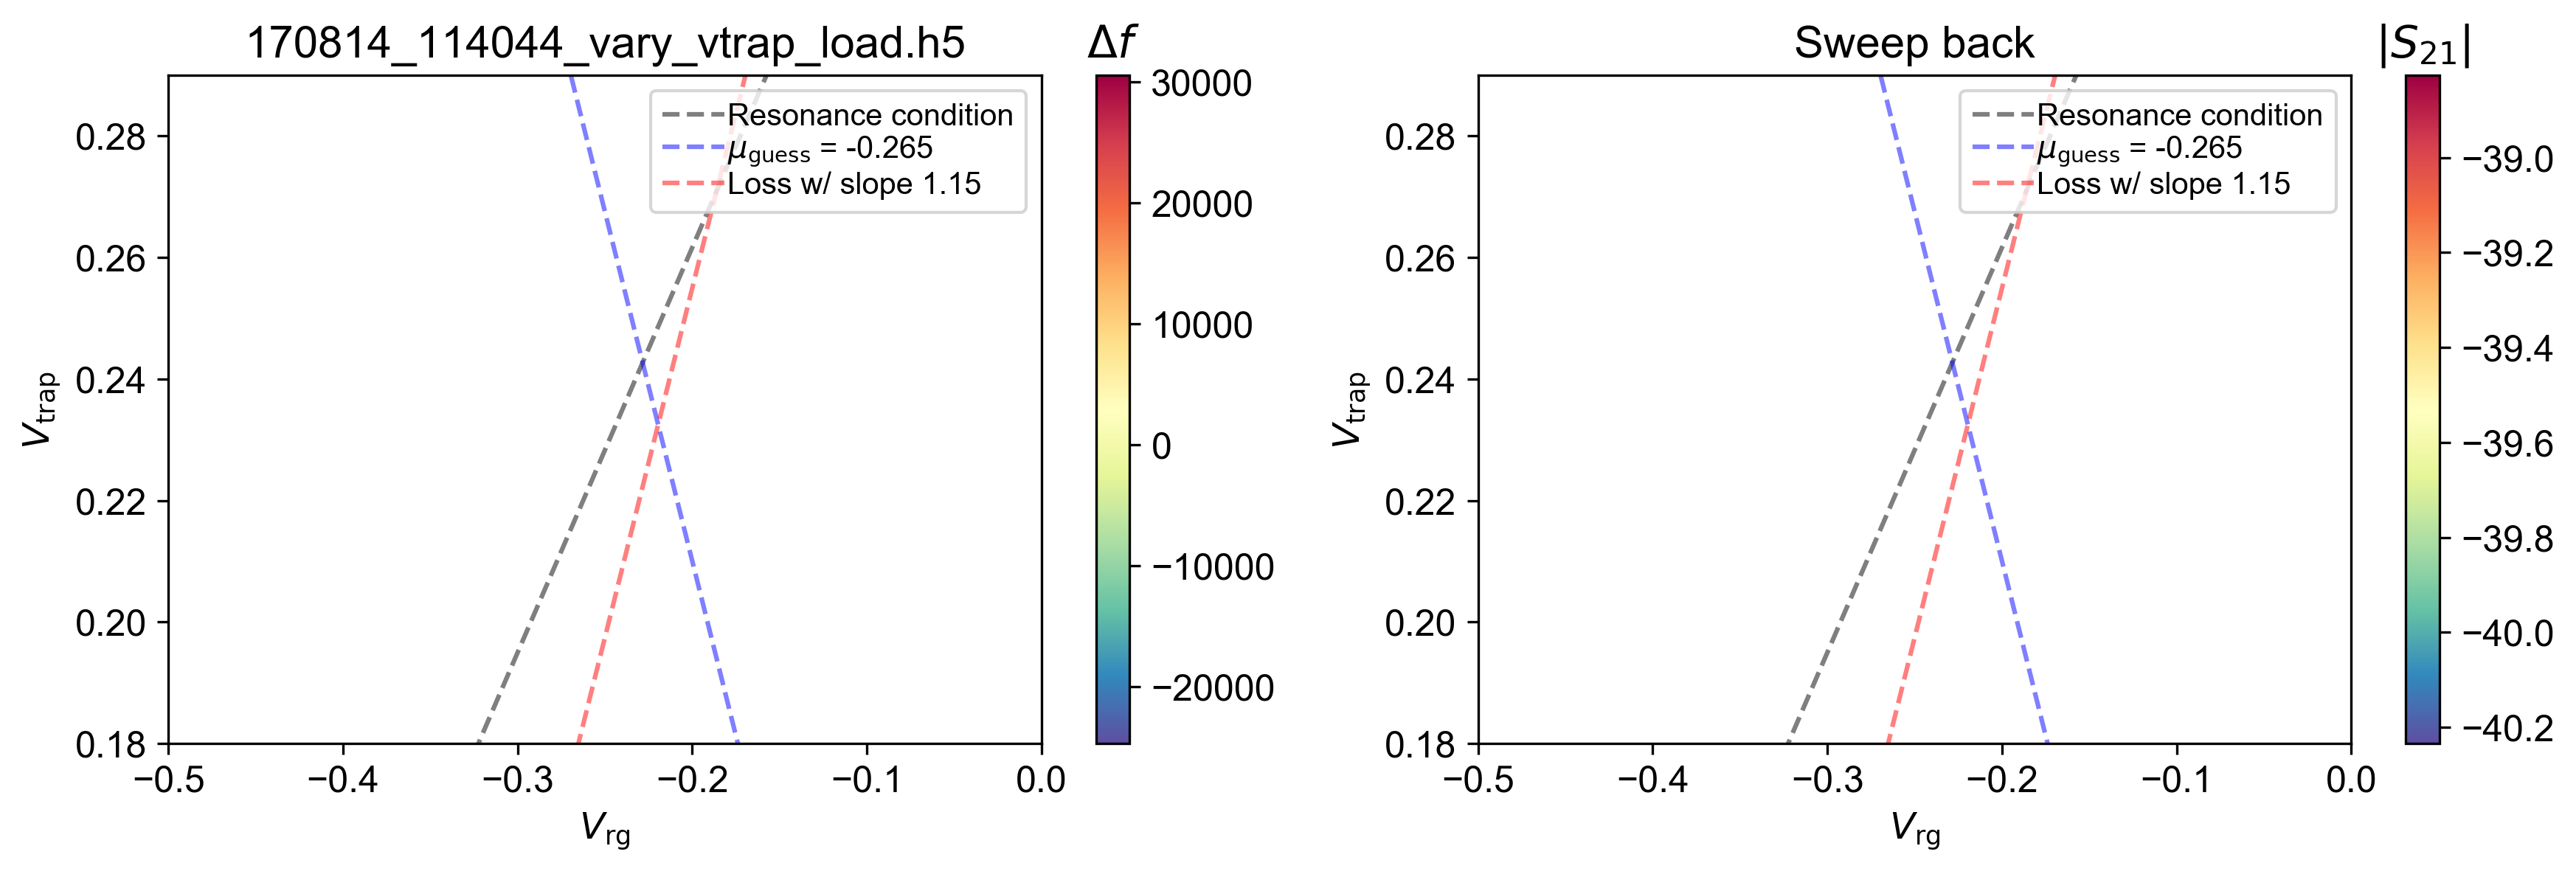 170814_114044_vary_vtrap_load.h5
Δf
Resonance condition
μguess = -0.265
Loss w/ slope 1.15
0.28
0.26
0.24
0.22
0.20
0.18
Vtrap
−0.5
−0.4
−0.3
−0.2
−0.1
0.0
Vrg
30000
20000
10000
0
−10000
−20000
Sweep back
|S21|
Resonance condition
μguess = -0.265
Loss w/ slope 1.15
0.28
0.26
0.24
0.22
0.20
0.18
Vtrap
−0.5
−0.4
−0.3
−0.2
−0.1
0.0
Vrg
−39.0
−39.2
−39.4
−39.6
−39.8
−40.0
−40.2